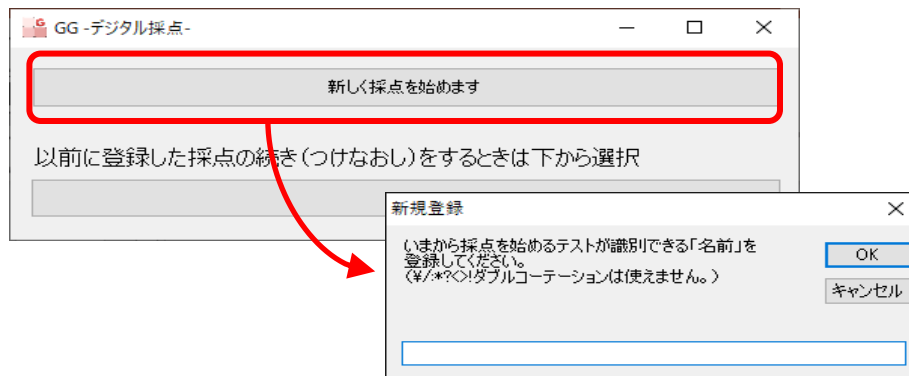 GG -デジタル採点-
新しく採点を始めます
以前に登録した採点の続き(つけなおし)をするときは下から選択
新規登録
いまから採点を始めるテストが識別できる「名前」を
登録してください。
(¥/:*?<>!ダブルコーテーションは使えません。)
OK
キャンセル